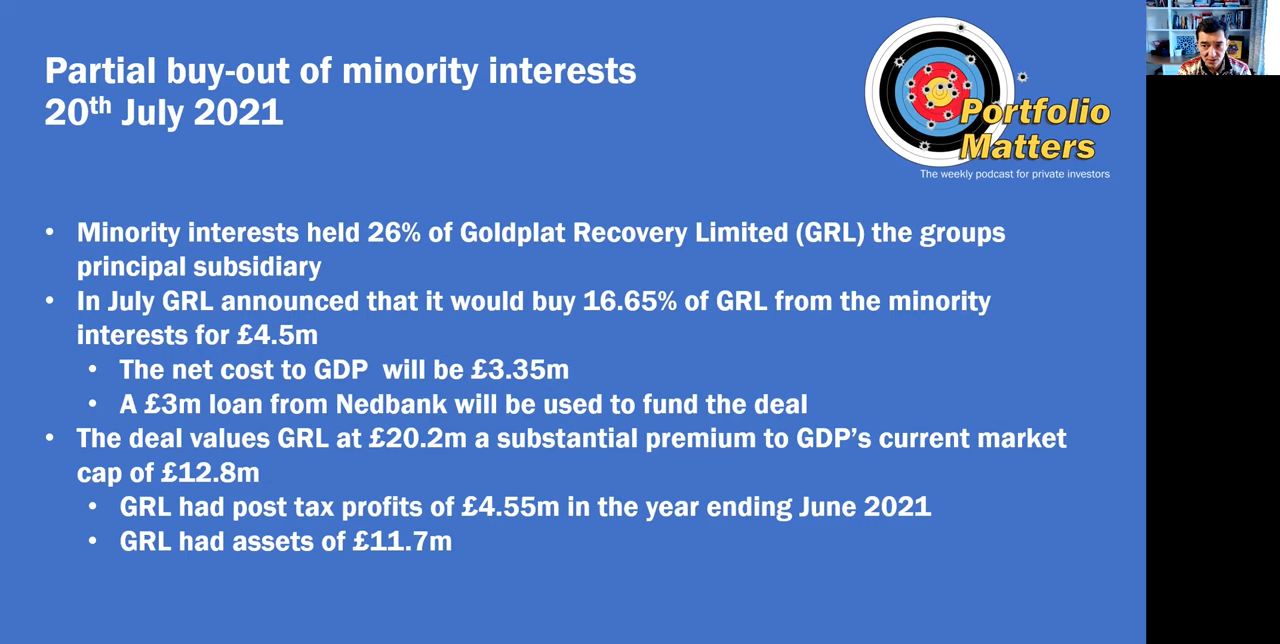 Partial buy-out of minority interests
20th July 2021
Portfolio
Matters
The weekly podcast for private investors
• Minority interests held 26% of Goldplat Recovery Limited (GRL) the groups
principal subsidiary
• In July GRL announced that it would buy 16.65% of GRL from the minority
interests for £4.5m
• The net cost to GDP will be £3.35m
• A £3m loan from Nedbank will be used to fund the deal
• The deal values GRL at £20.2m a substantial premium to GDP’s current market
cap of £12.8m
• GRL had post tax profits of £4.55m in the year ending June 2021
• GRL had assets of £11.7m